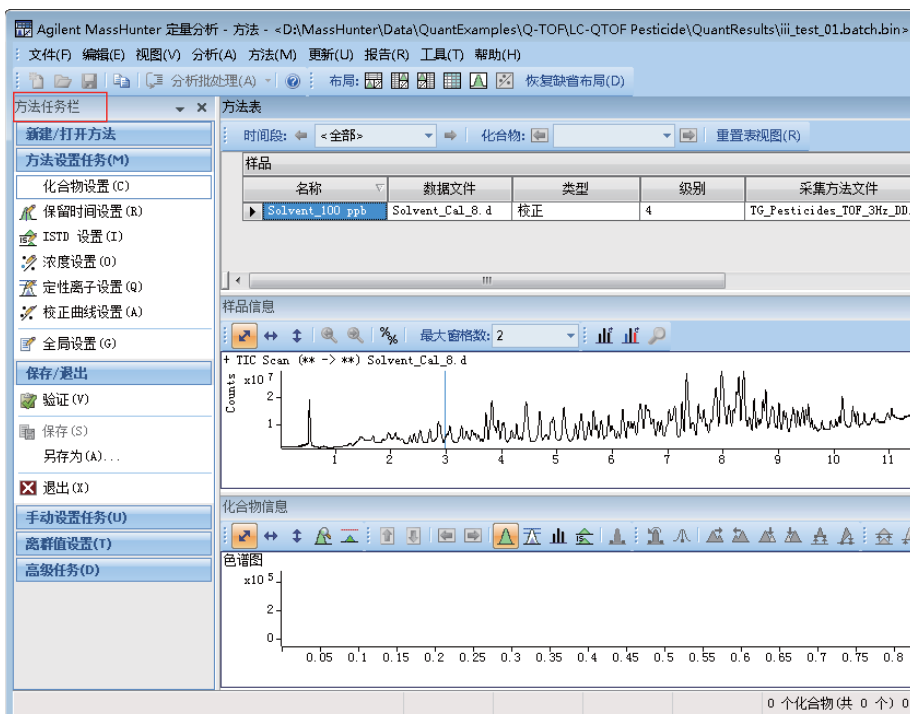 Agilent MassHunter 定量分析 - 方法 - <D:\MassHunter\Data\QuantExamples\Q-TOF\LC-QTOF Pesticide\QuantResults\iii_test_01.batch.bin>
文件(F) 编辑(E) 视图(V) 分析(A) 方法(M) 更新(U) 报告(R) 工具(T) 帮助(H)
分析批处理(A) 布局: 恢复缺省布局(D)
方法任务栏
新建/打开方法
方法设置任务(M)
化合物设置(C)
保留时间设置(R)
ISTD 设置(I)
浓度设置(O)
定性离子设置(Q)
校正曲线设置(A)
全局设置(G)
保存/退出
验证(V)
保存(S)
另存为(A)...
退出(X)
手动设置任务(U)
离群值设置(T)
高级任务(D)
方法表
时间段: <全部> 化合物: 重置表视图(R)
样品
名称 数据文件 类型 级别 采集方法文件
Solvent_100 ppb Solvent_Cal_8.d 校正 4 TG_Pesticides_TOF_3Hz_DD.
样品信息
最大窗格数: 2
+ TIC Scan (** -> **) Solvent_Cal_8.d
Counts
x10 7
2
1
1 2 3 4 5 6 7 8 9 10 11
化合物信息
色谱图
x10 5
2
0
0.05 0.1 0.15 0.2 0.25 0.3 0.35 0.4 0.45 0.5 0.55 0.6 0.65 0.7 0.75 0.8
0 个化合物(共 0 个) 0